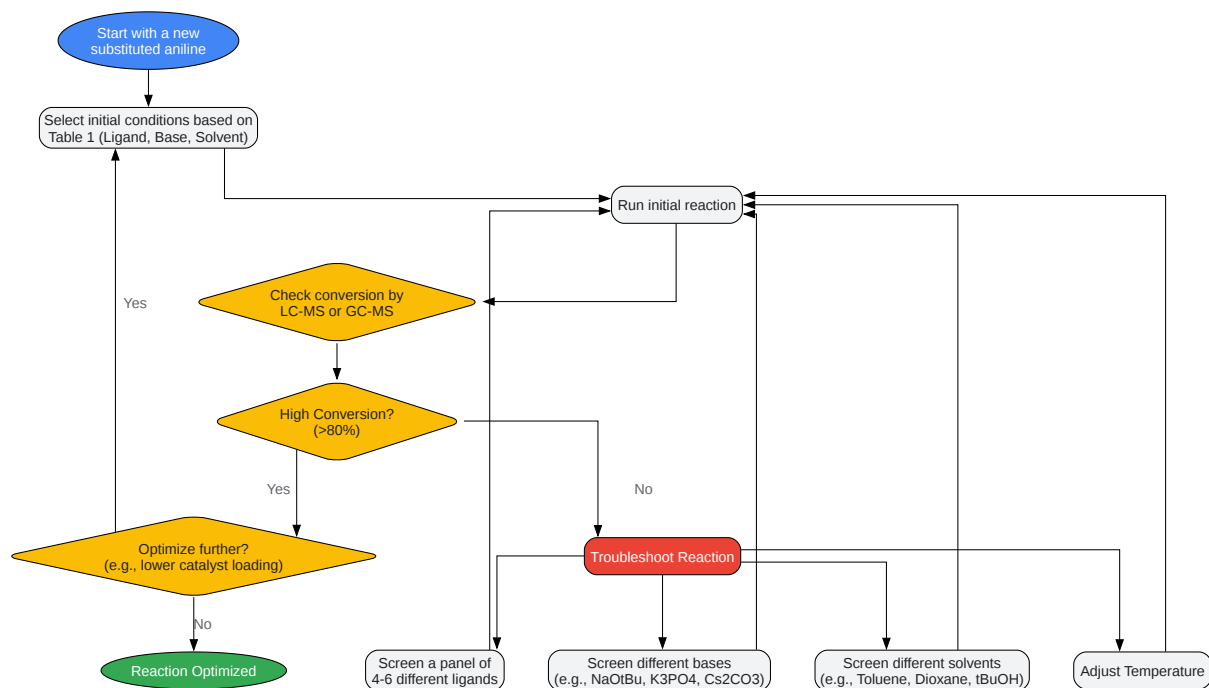 Start with a new
substituted aniline
Select initial conditions based on
Table 1 (Ligand, Base, Solvent)
Run initial reaction
Check conversion by
LC-MS or GC-MS
Yes
High Conversion?
(>80%)
Yes
No
Optimize further?
(e.g., lower catalyst loading)
Troubleshoot Reaction
No
Reaction Optimized
Screen a panel of
4-6 different ligands
Screen different bases
(e.g., NaOtBu, K3PO4, Cs2CO3)
Screen different solvents
(e.g., Toluene, Dioxane, tBuOH)
Adjust Temperature